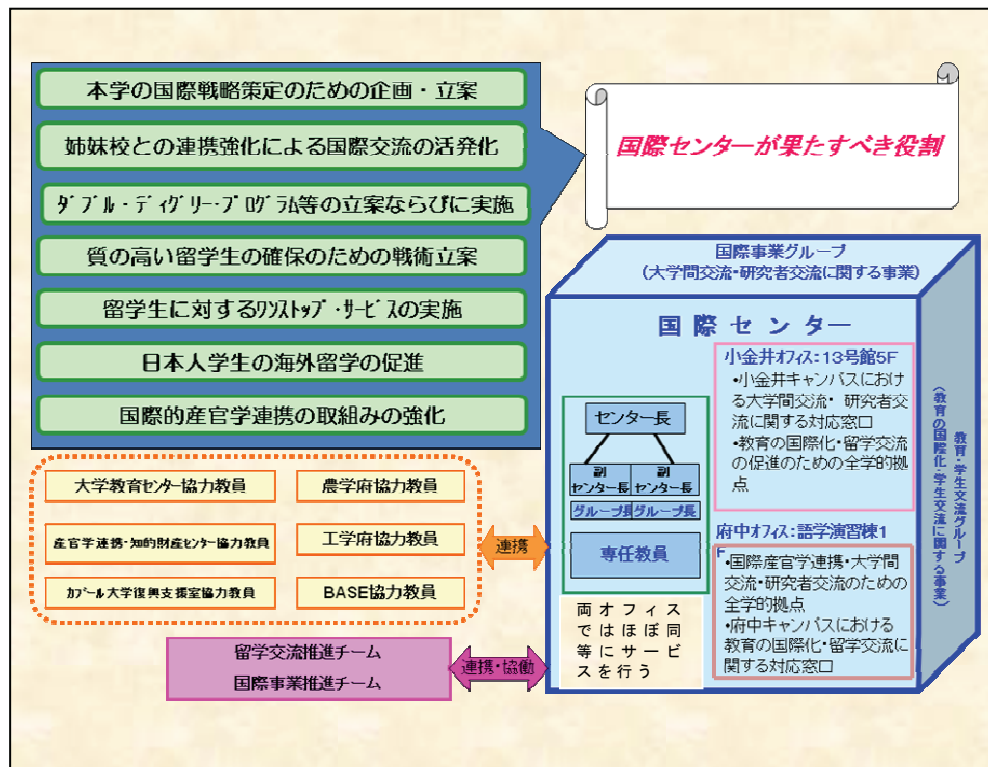 本学の国際戦略策定のための企画・立案
姉妹校との連携強化による国際交流の活発化
ﾀﾞﾌﾞﾙ・ﾃﾞｨｸﾞﾘｰ・ﾌﾟﾛｸﾞﾗﾑ等の立案ならびに実施
質の高い留学生の確保のための戦術立案
留学生に対するﾜﾝｽﾄｯﾌﾟ・ｻｰﾋﾞｽの実施
日本人学生の海外留学の促進
国際的産官学連携の取組みの強化
国際センターが果たすべき役割
国際事業グループ
（大学間交流・研究者交流に関する事業）
国際センター
小金井オフィス：13号館5F
•小金井キャンパスにおけ
る大学間交流・ 研究者交
流に関する対応窓口
•教育の国際化・留学交流
の促進のための全学的拠
点
センター長
副
センター長
副
センター長
グループ長
グループ長
専任教員
府中オフィス：語学演習棟1
F
•国際産官学連携・大学間
交流・研究者交流のための
全学的拠点
•府中キャンパスにおける
教育の国際化・留学交流に
関する対応窓口
両オフィス
ではほぼ同
等にサービ
スを行う
教育・学生交流グループ
（教育の国際化・学生交流に関する事業）
大学教育センター協力教員
農学府協力教員
産官学連携・知的財産センター協力教員
工学府協力教員
ｶﾌﾞｰﾙ大学復興支援室協力教員
BASE協力教員
連携
留学交流推進チーム
国際事業推進チーム
連携・協働